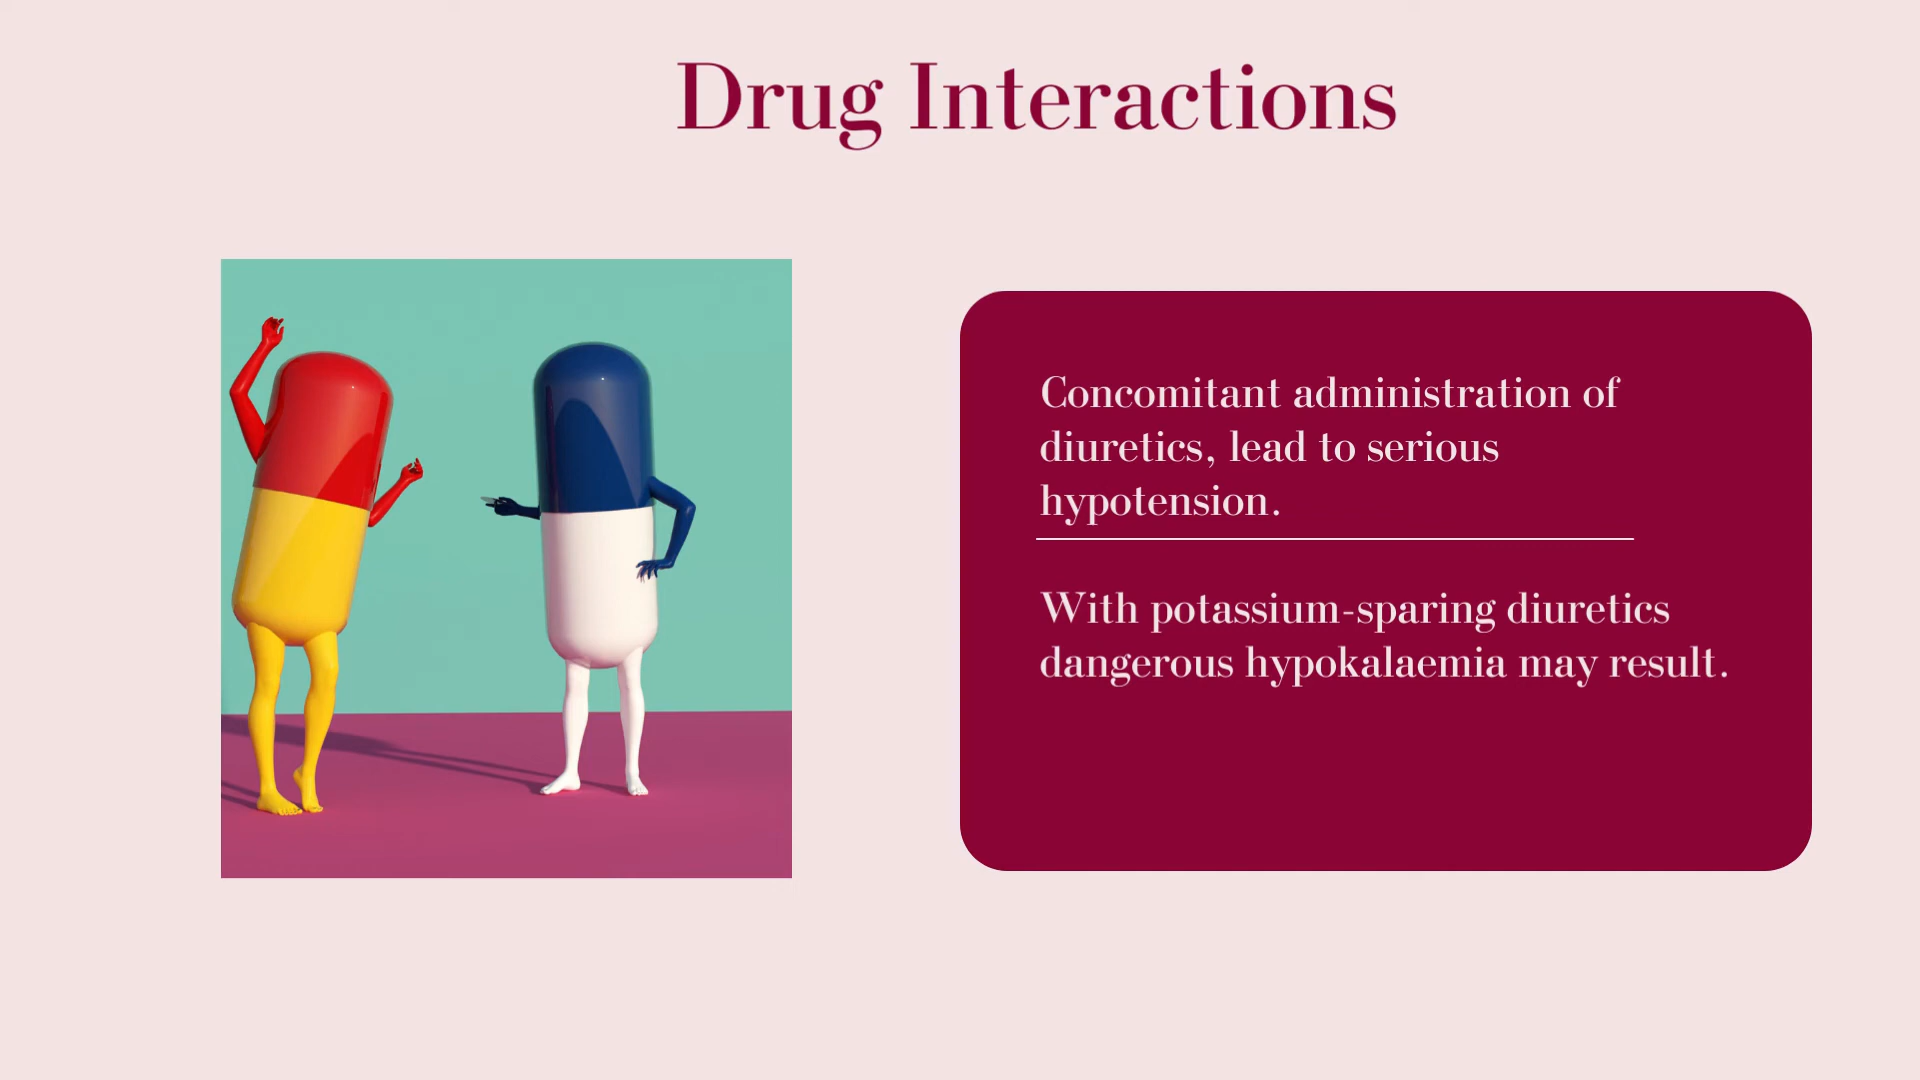 Drug Interactions
Concomitant administration of
diuretics, lead to serious
hypotension.
With potassium-sparing diuretics
dangerous hypokalaemia may result.